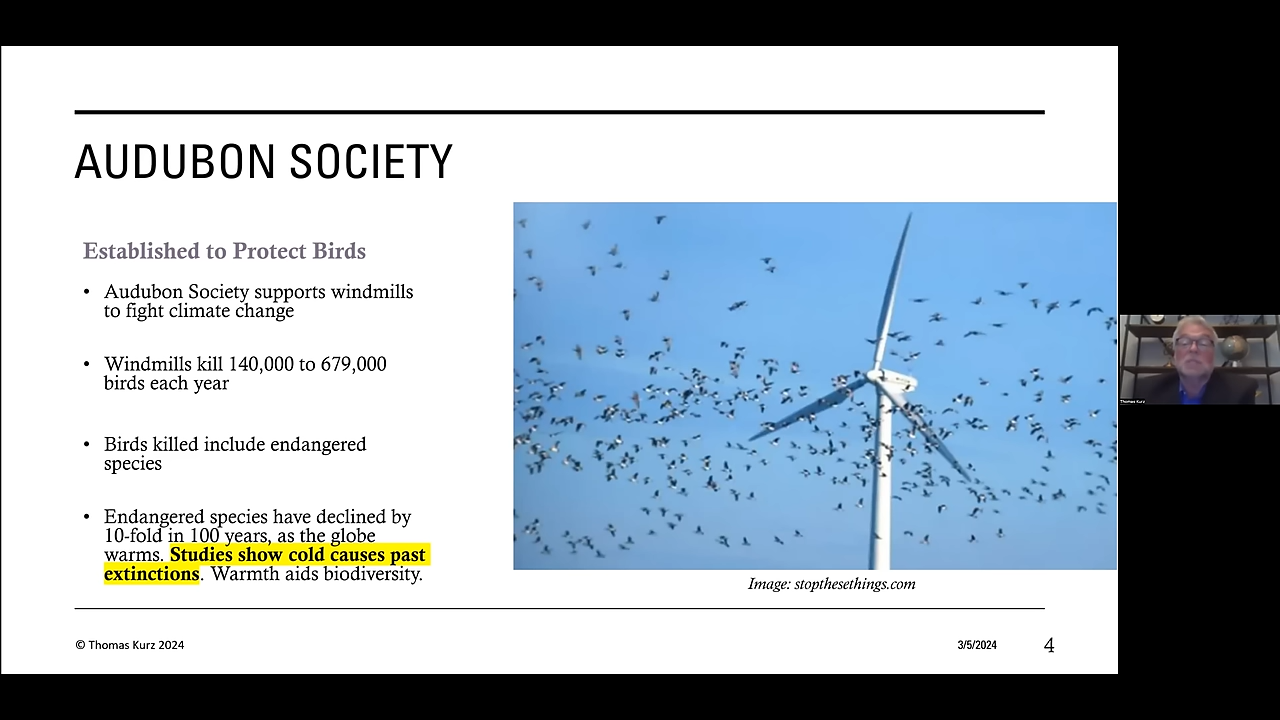 AUDUBON SOCIETY
Established to Protect Birds
• Audubon Society supports windmills
to fight climate change
• Windmills kill 140,000 to 679,000
birds each year
• Birds killed include endangered
species
• Endangered species have declined by
10-fold in 100 years, as the globe
warms. Studies show cold causes past
extinctions. Warmth aids biodiversity.
Image: stopthesethings.com
© Thomas Kurz 2024
3/5/2024
4
Thomas Kurz